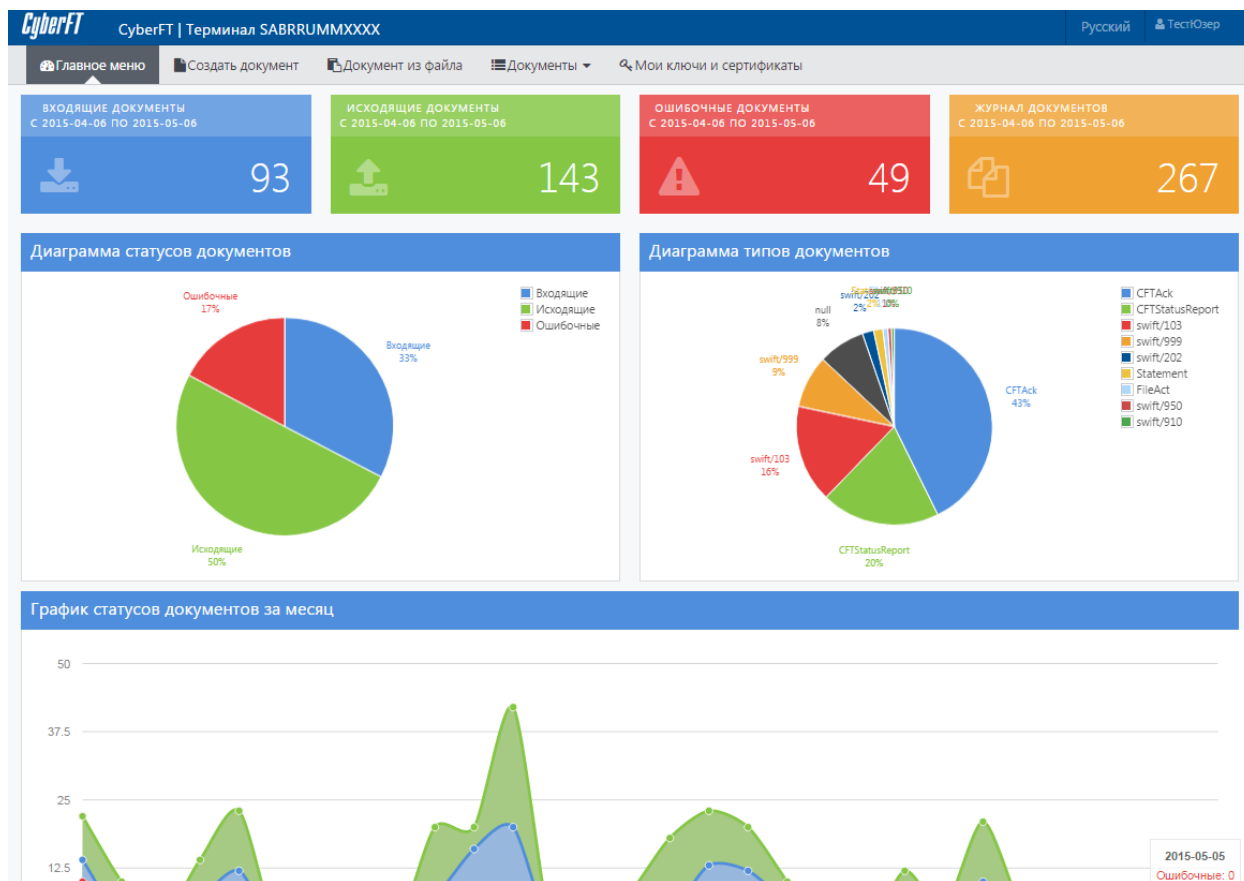 CyberFT
CyberFT | Терминал SABRRUMMXXXX
Русский
ТестЮзер
Главное меню
Создать документ
Документ из файла
Документы
Мои ключи и сертификаты
ВХОДЯЩИЕ ДОКУМЕНТЫ
С 2015-04-06 ПО 2015-05-06
93
ИСХОДЯЩИЕ ДОКУМЕНТЫ
С 2015-04-06 ПО 2015-05-06
143
ОШИБОЧНЫЕ ДОКУМЕНТЫ
С 2015-04-06 ПО 2015-05-06
49
ЖУРНАЛ ДОКУМЕНТОВ
С 2015-04-06 ПО 2015-05-06
267
Диаграмма статусов документов
Ошибочные
17%
Входящие
33%
Исходящие
50%
Входящие
Исходящие
Ошибочные
Диаграмма типов документов
swift/202
2%
2%
null
8%
swift/999
9%
swift/103
16%
CFTAck
43%
CFTStatusReport
20%
CFTAck
CFTStatusReport
swift/103
swift/999
swift/202
Statement
FileAct
swift/950
swift/910
График статусов документов за месяц
50
37.5
25
12.5
2015-05-05
Ошибочные: 0